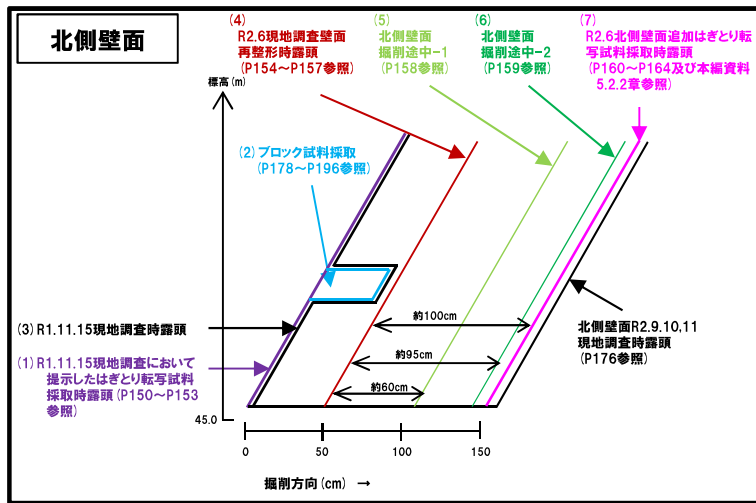 北側壁面
(4)
R2.6現地調査壁面
再整形時露頭
(P154～P157参照)
(5)
北側壁面
掘削途中-1
(P158参照)
(6)
北側壁面
掘削途中-2
(P159参照)
(7)
R2.6北側壁面追加はぎとり転
写試料採取時露頭
(P160～P164及び本編資料
5.2.2章参照)
標高(m)
(2)ブロック試料採取
(P178～P196参照)
(3)R1.11.15現地調査時露頭
(1)R1.11.15現地調査において
提示したはぎとり転写試料
採取時露頭(P150～P153
参照)
約100cm
約95cm
約60cm
北側壁面R2.9.10,11
現地調査時露頭
(P176参照)
45.0
0 50 100 150
掘削方向(cm) →